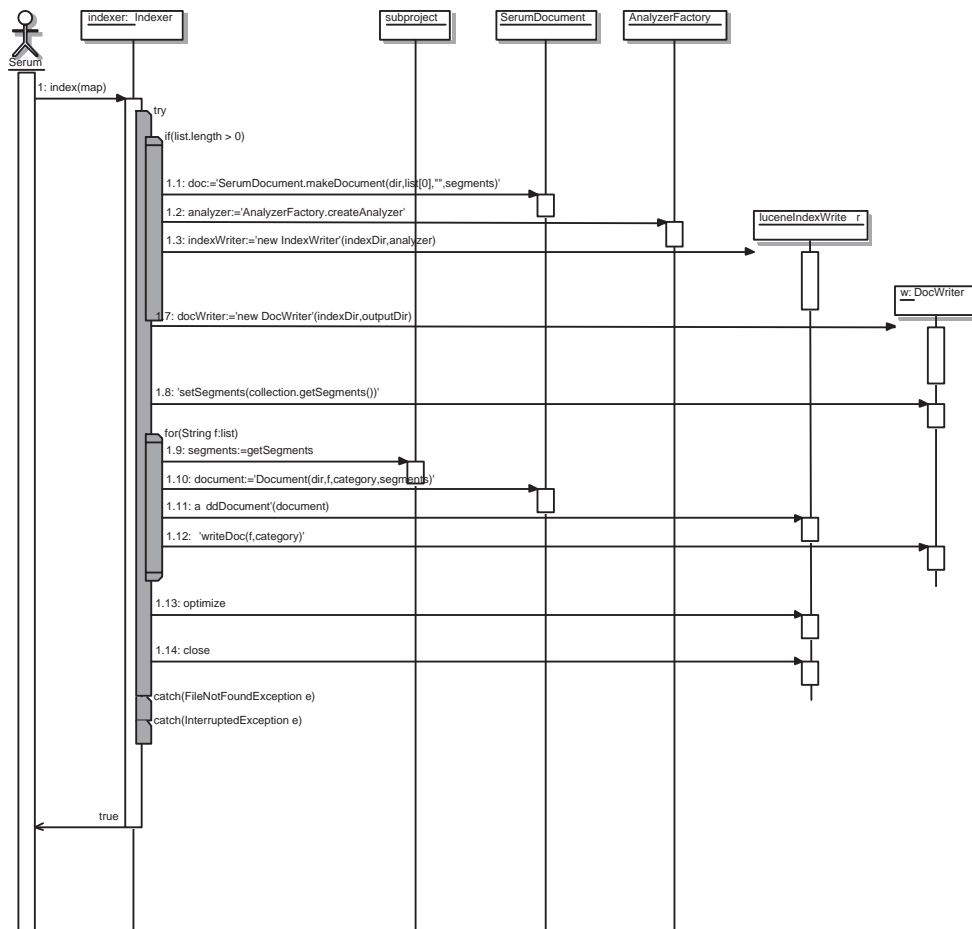 indexer: Indexer
subproject
SerumDocument
AnalyzerFactory
Serum
1: index(map)
try
if(list.length > 0)
1.1: doc:='SerumDocument.makeDocument(dir,list[0],"",segments)'
1.2: analyzer:='AnalyzerFactory.createAnalyzer'
luceneIndexWrite r
1.3: indexWriter:='new IndexWriter'(indexDir,analyzer)
w: DocWriter
1.7: docWriter:='new DocWriter'(indexDir,outputDir)
1.8: 'setSegments(collection.getSegments())'
for(String f:list)
1.9: segments:=getSegments
1.10: document:='Document(dir,f,category,segments)'
1.11: a ddDocument'(document)
1.12: 'writeDoc(f,category)'
1.13: optimize
1.14: close
catch(FileNotFoundException e)
catch(InterruptedException e)
true